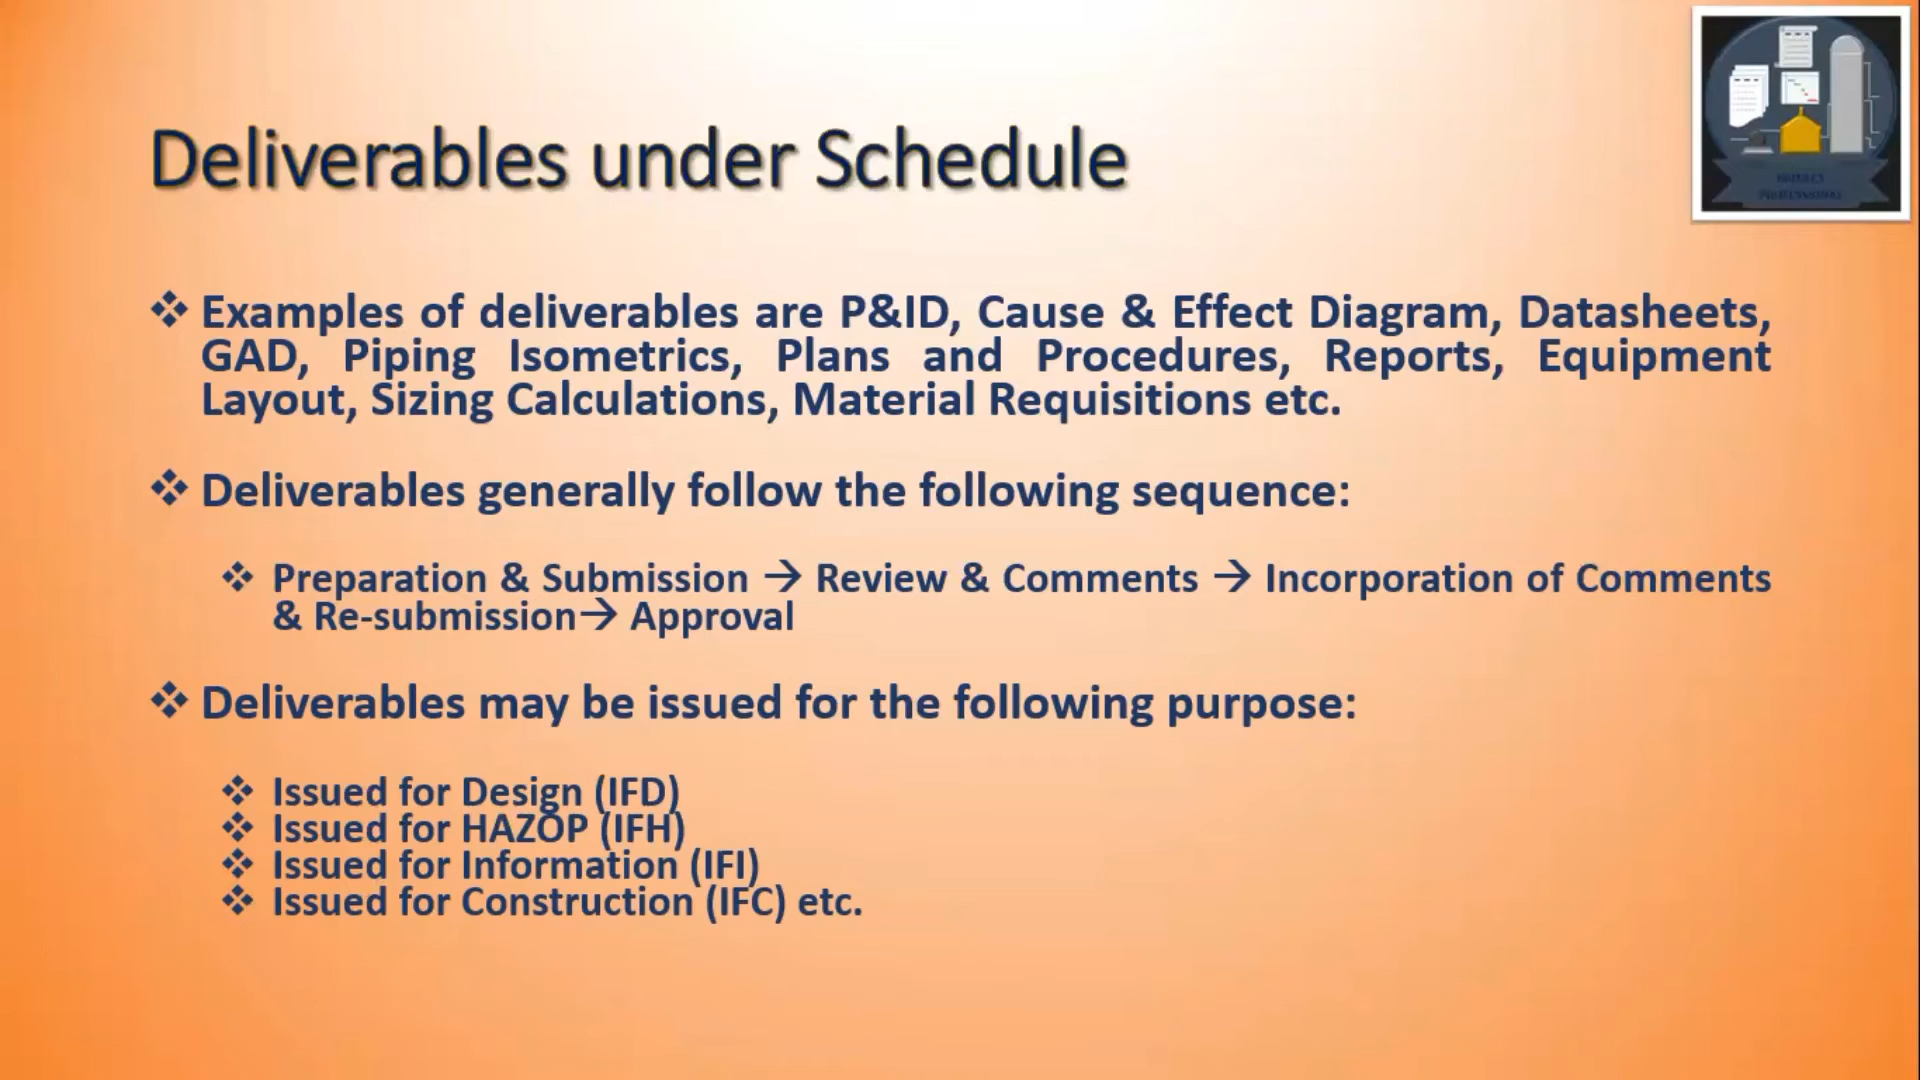 Deliverables under Schedule
Examples of deliverables are P&ID, Cause & Effect Diagram, Datasheets,
GAD, Piping Isometrics, Plans and Procedures, Reports, Equipment
Layout, Sizing Calculations, Material Requisitions etc.
Deliverables generally follow the following sequence:
Preparation & Submission → Review & Comments → Incorporation of Comments
& Re-submission→ Approval
Deliverables may be issued for the following purpose:
Issued for Design (IFD)
Issued for HAZOP (IFH)
Issued for Information (IFI)
Issued for Construction (IFC) etc.